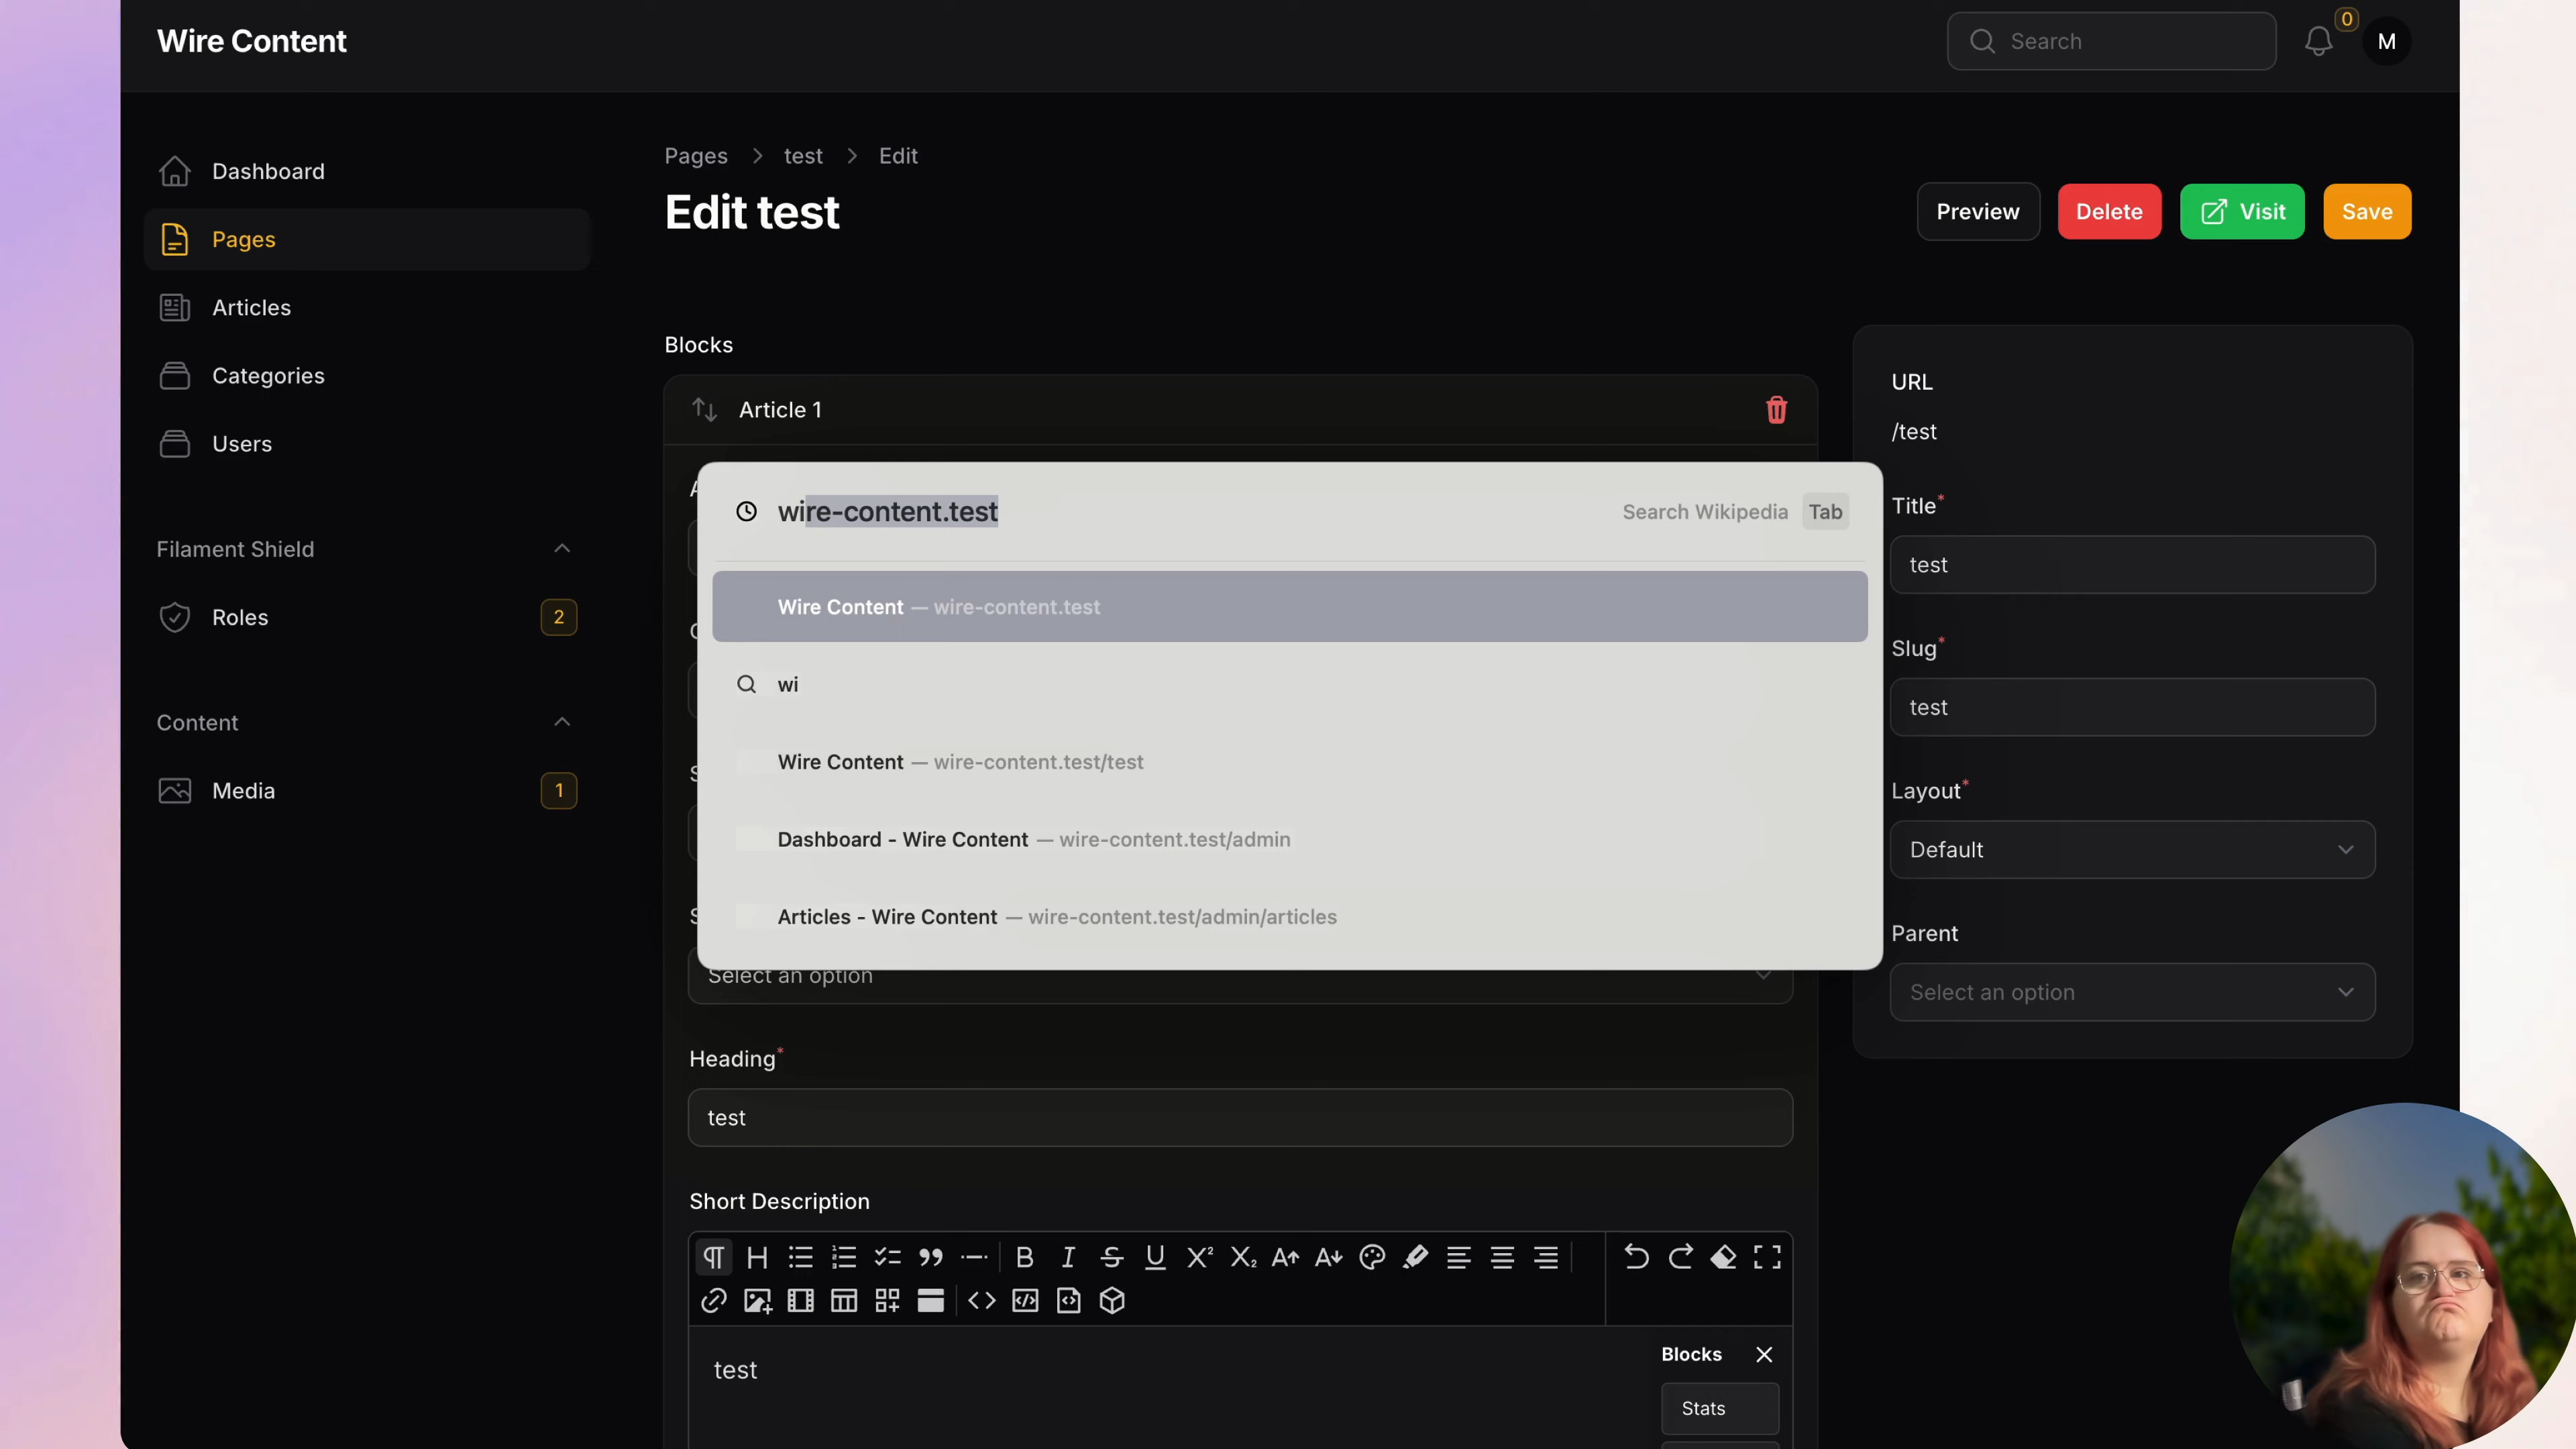 Wire Content
Search
0
M
Dashboard
Pages
Articles
Categories
Users
Filament Shield
Roles
2
Content
Media
1
Pages > test > Edit
Edit test
Preview
Delete
Visit
Save
Blocks
Article 1
wire-content.test
Search Wikipedia Tab
Wire Content — wire-content.test
wi
Wire Content — wire-content.test/test
Dashboard - Wire Content — wire-content.test/admin
Articles - Wire Content — wire-content.test/admin/articles
Select an option
Heading*
test
Short Description
test
Blocks
Stats
URL
/test
Title*
test
Slug*
test
Layout*
Default
Parent
Select an option